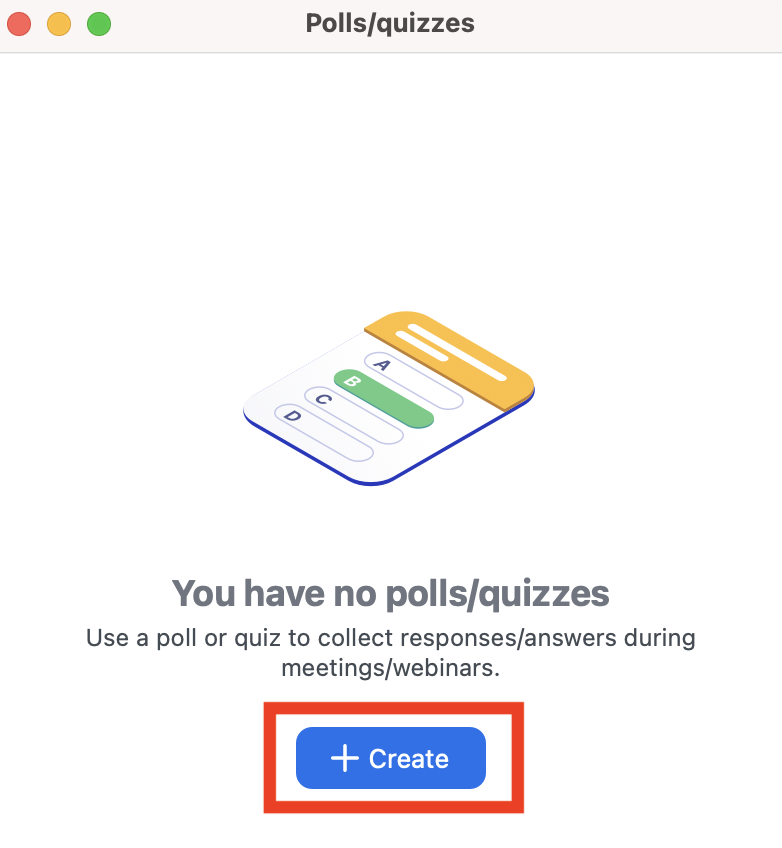 Polls/quizzes
A
B
C
D
You have no polls/quizzes
Use a poll or quiz to collect responses/answers during
meetings/webinars.
+ Create